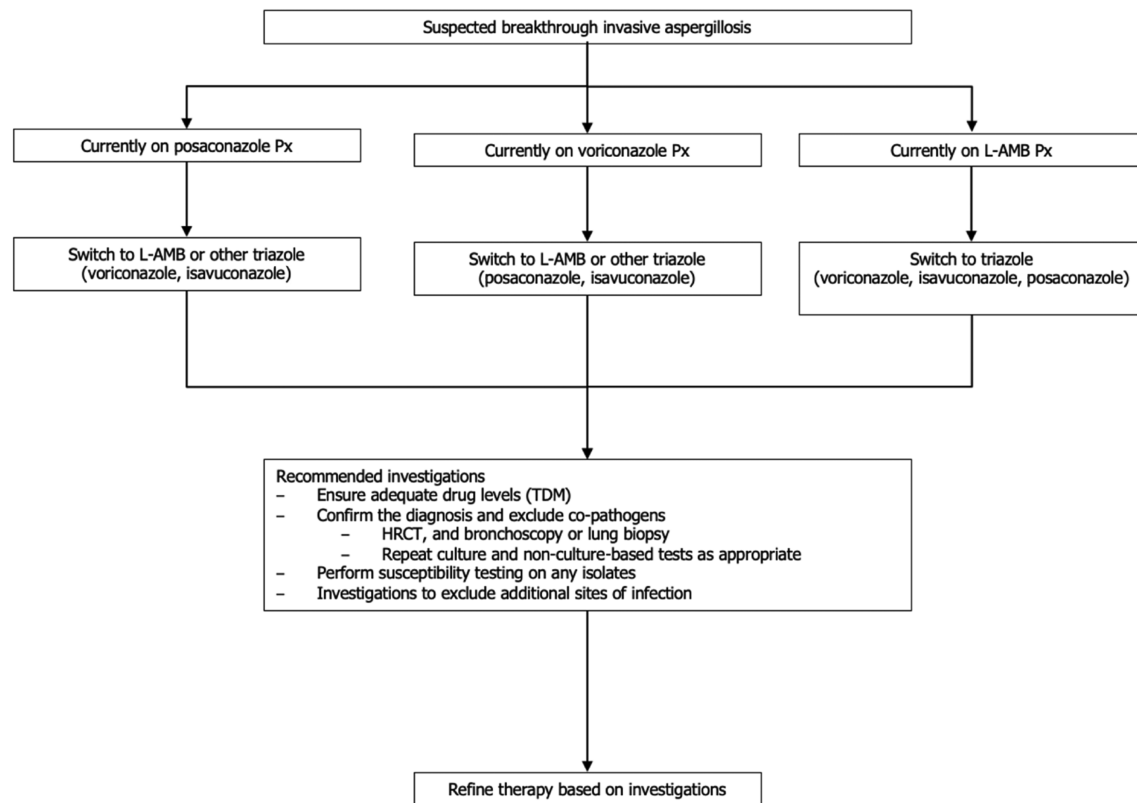 Suspected breakthrough invasive aspergillosis
Currently on posaconazole Px
Currently on voriconazole Px
Currently on L-AMB Px
Switch to L-AMB or other triazole
(voriconazole, isavuconazole)
Switch to L-AMB or other triazole
(posaconazole, isavuconazole)
Switch to triazole
(voriconazole, isavuconazole, posaconazole)
Recommended investigations
– Ensure adequate drug levels (TDM)
– Confirm the diagnosis and exclude co-pathogens
– HRCT, and bronchoscopy or lung biopsy
– Repeat culture and non-culture-based tests as appropriate
– Perform susceptibility testing on any isolates
– Investigations to exclude additional sites of infection
Refine therapy based on investigations